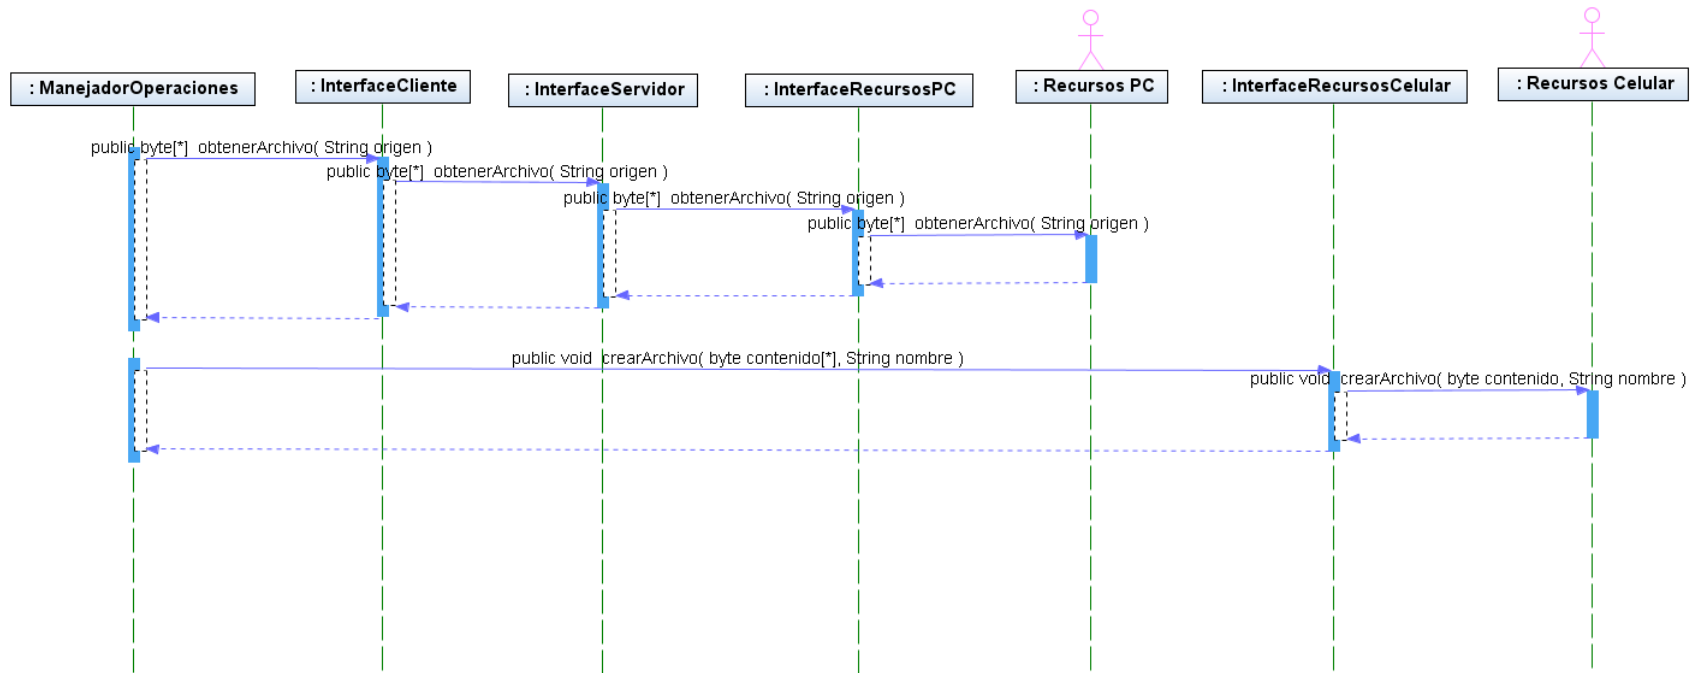 : ManejadorOperaciones
: InterfaceCliente
: InterfaceServidor
: InterfaceRecursosPC
: Recursos PC
: InterfaceRecursosCelular
: Recursos Celular
public byte[*] obtenerArchivo( String origen )
public byte[*] obtenerArchivo( String origen )
public byte[*] obtenerArchivo( String origen )
public byte[*] obtenerArchivo( String origen )
public void crearArchivo( byte contenido[*], String nombre )
public void crearArchivo( byte contenido, String nombre )